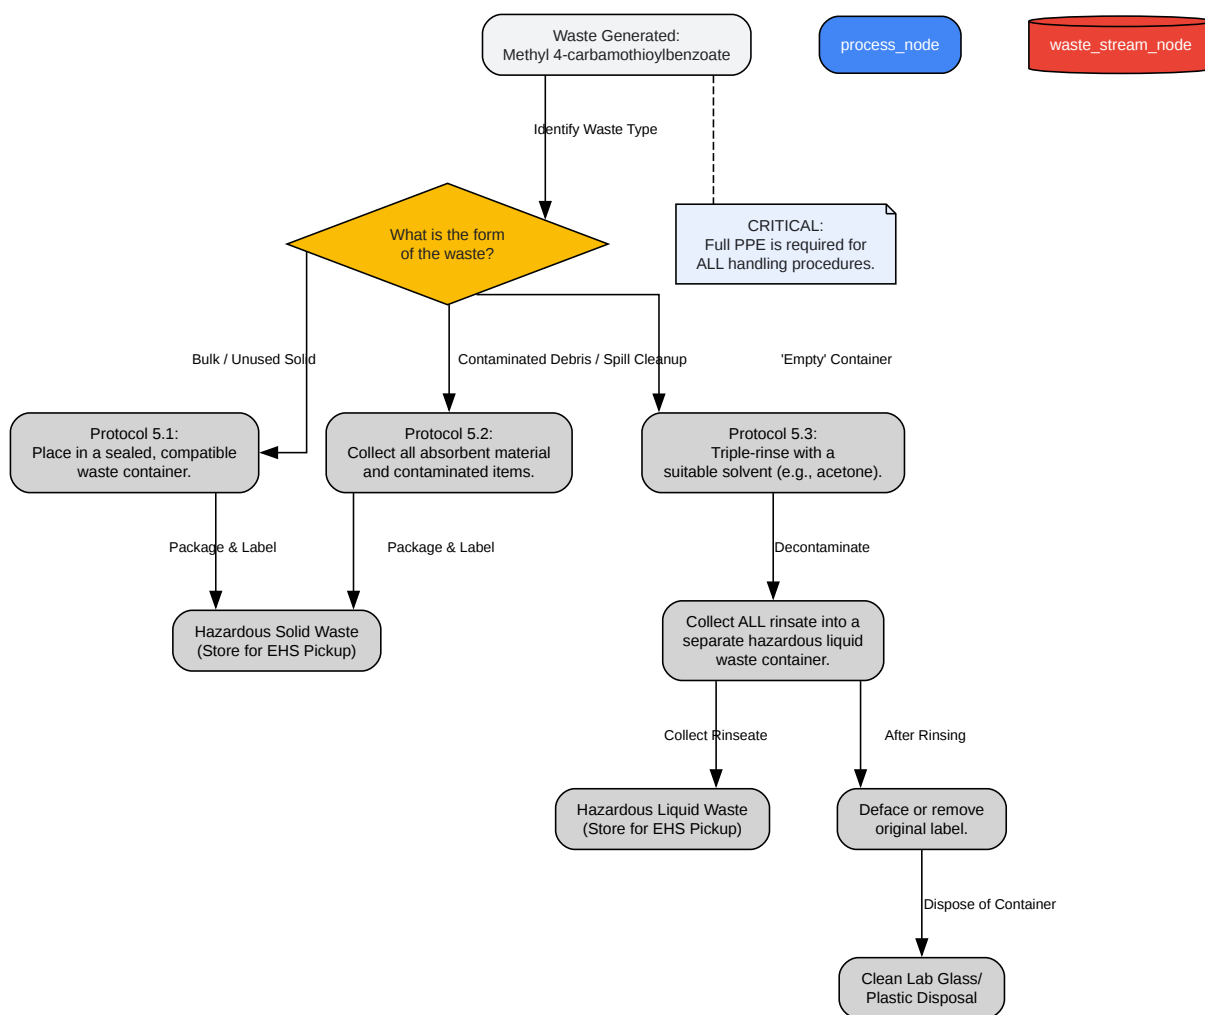 Waste Generated:
Methyl 4-carbamothioylbenzoate
process_node
waste_stream_node
Identify Waste Type
What is the form
of the waste?
CRITICAL:
Full PPE is required for
ALL handling procedures.
Bulk / Unused Solid
Contaminated Debris / Spill Cleanup
'Empty' Container
Protocol 5.1:
Place in a sealed, compatible
waste container.
Protocol 5.2:
Collect all absorbent material
and contaminated items.
Protocol 5.3:
Triple-rinse with a
suitable solvent (e.g., acetone).
Package & Label
Package & Label
Decontaminate
Hazardous Solid Waste
(Store for EHS Pickup)
Collect ALL rinsate into a
separate hazardous liquid
waste container.
Collect Rinseate
After Rinsing
Hazardous Liquid Waste
(Store for EHS Pickup)
Deface or remove
original label.
Dispose of Container
Clean Lab Glass/
Plastic Disposal